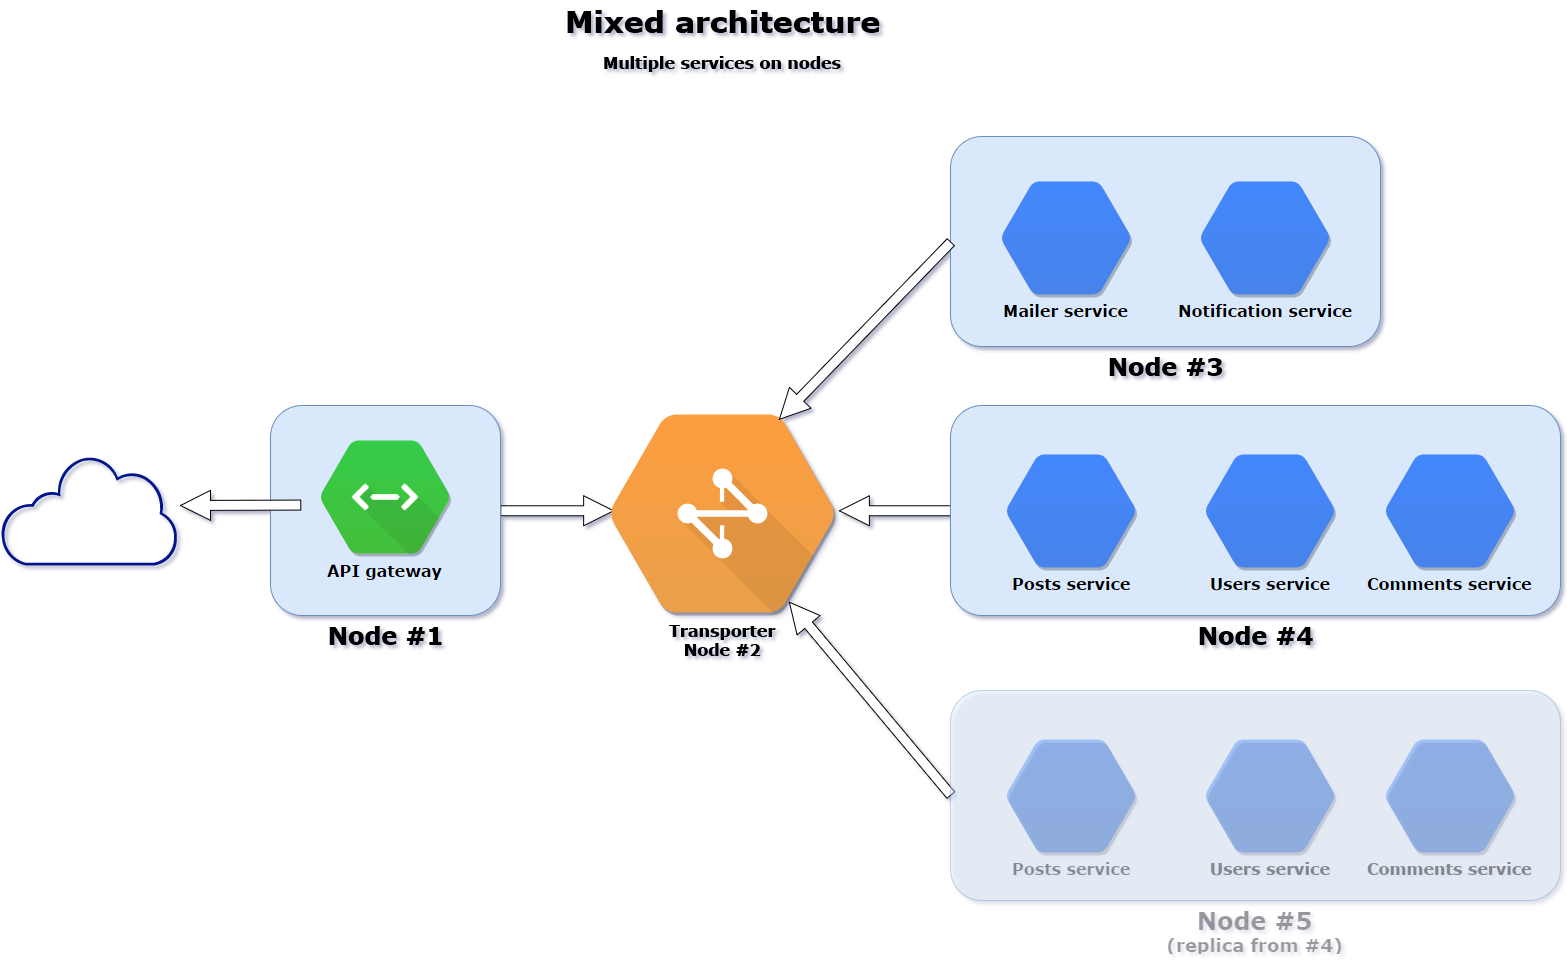 Mixed architecture
Multiple services on nodes
Mailer service
Notification service
Node #3
API gateway
Node #1
Transporter
Node #2
Posts service
Users service
Comments service
Node #4
Posts service
Users service
Comments service
Node #5
(replica from #4)